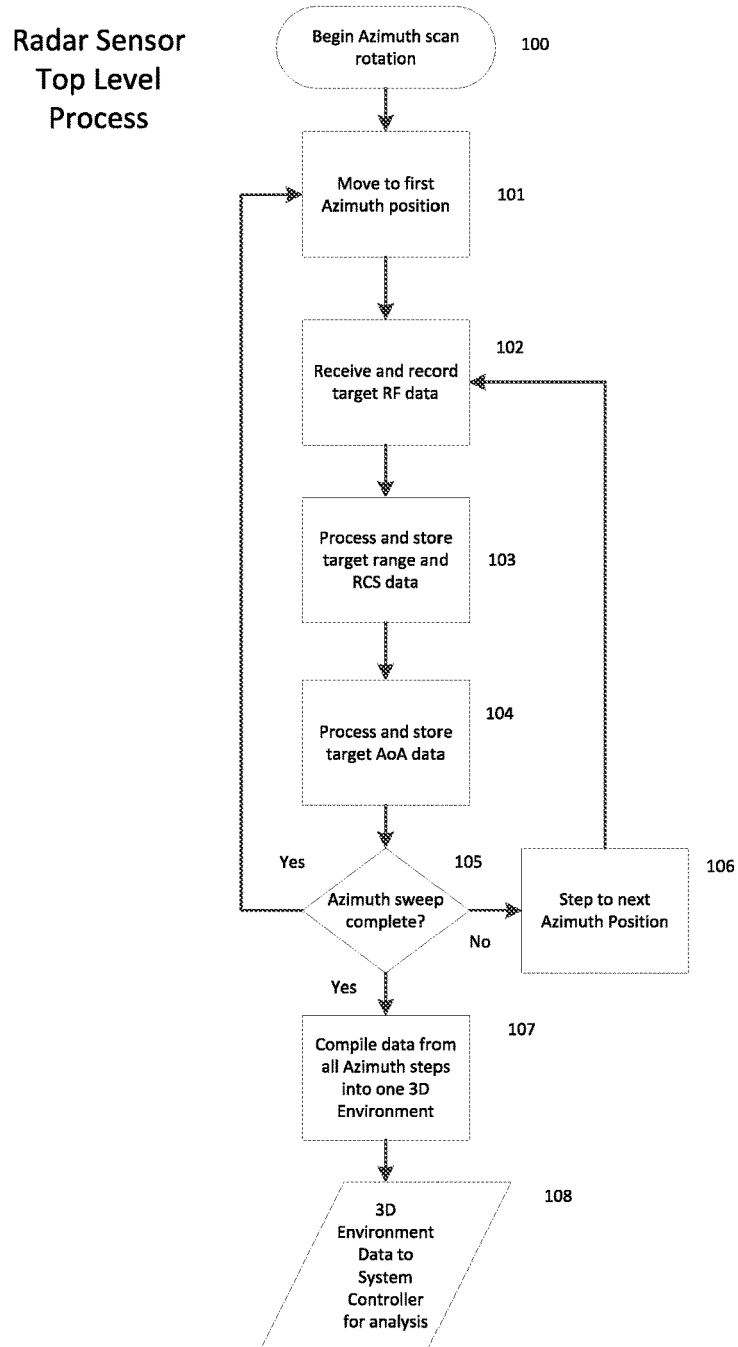 Radar Sensor
Top Level
Process
Begin Azimuth scan
rotation
100
Move to first
Azimuth position
101
102
Receive and record
target RF data
Process and store
target range and
RCS data
103
104
Process and store
target AoA data
Yes
105
106
Azimuth sweep
complete?
No
Step to next
Azimuth Position
Yes
107
Compile data from
all Azimuth steps
into one 3D
Environment
108
3D
Environment
Data to
System
Controller
for analysis